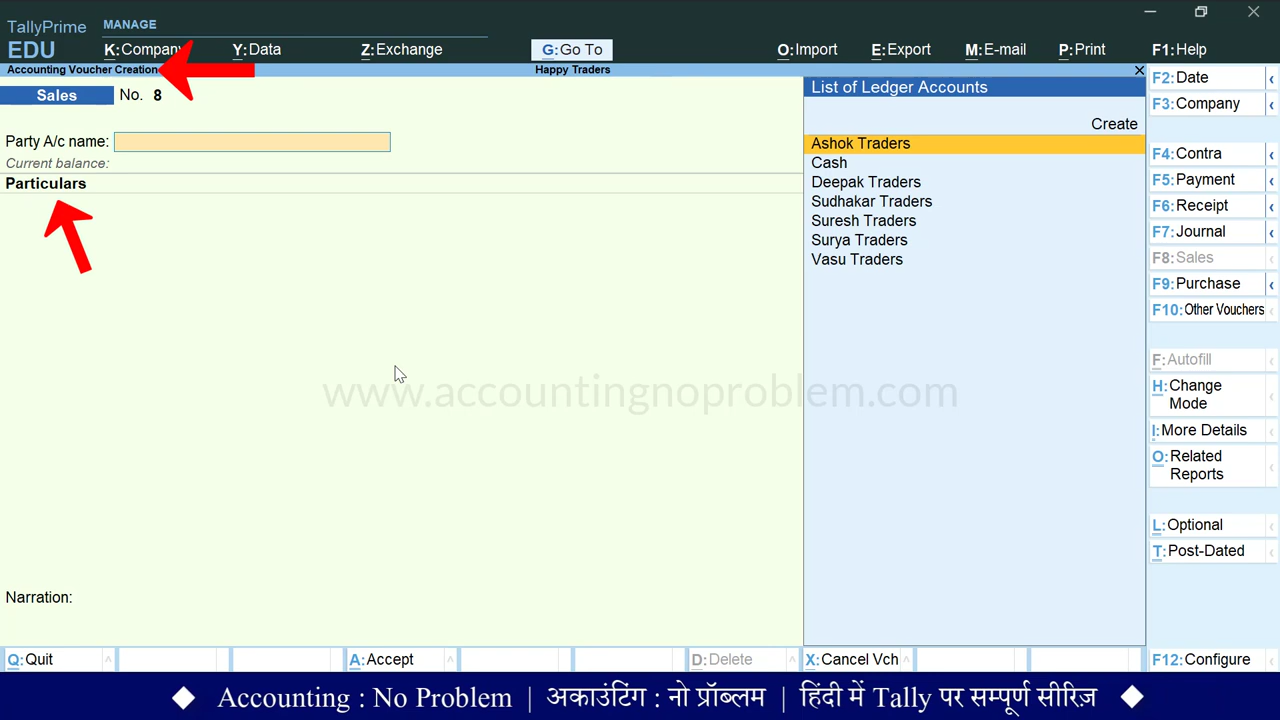 TallyPrime
EDU
MANAGE
K:Company
Y:Data
Z:Exchange
G:Go To
O:Import
E:Export
M:E-mail
P:Print
F1:Help
Accounting Voucher Creation
Happy Traders
Sales No. 8
Party A/c name:
Current balance:
Particulars
Narration:
List of Ledger Accounts
Create
Ashok Traders
Cash
Deepak Traders
Sudhakar Traders
Suresh Traders
Surya Traders
Vasu Traders
F2:Date
F3:Company
F4:Contra
F5:Payment
F6:Receipt
F7:Journal
F8:Sales
F9:Purchase
F10:Other Vouchers
F:Autofill
H:Change
Mode
I:More Details
O:Related
Reports
L:Optional
T:Post-Dated
www.accountingnoproblem.com
Q:Quit
A:Accept
D:Delete
X:Cancel Vch
F12:Configure
Accounting : No Problem | अकाउंटिंग : नो प्रॉब्लम | हिंदी में Tally पर सम्पूर्ण सीरिज़